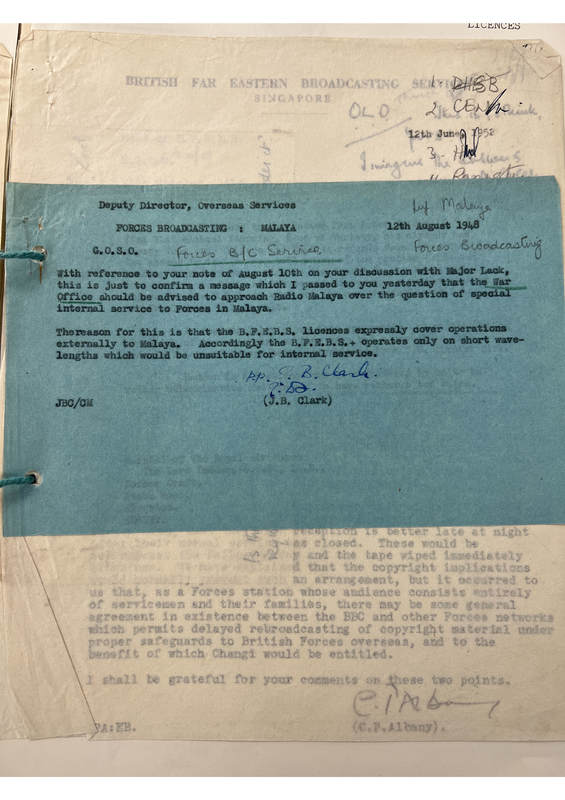 LICENCES
BRITISH FAR EASTERN BROADCASTING SERVICE
SINGAPORE
OLD
12th June 1952
I imagine the
Deputy Director, Overseas Services
FORCES BROADCASTING : MALAYA
12th August 1948
Malaya
Forces Broadcasting
G.O.S.O. Forces B/C Service
With reference to your note of August 10th on your discussion with Major Lack,
this is just to confirm a message which I passed to you yesterday that the War
Office should be advised to approach Radio Malaya over the question of special
internal service to Forces in Malaya.
Thereason for this is that the B.F.E.B.S. licences expressly cover operations
externally to Malaya. Accordingly the B.F.E.B.S.+ operates only on short wave-
lengths which would be unsuitable for internal service.
pp. J. B. Clark.
JBC/CM
(J.B. Clark)
reception is better late at night
as closed. These would be
y and the tape wiped immediately
d that the copyright implications
an arrangement, but it occurred to
us that, as a Forces station whose audience consists entirely
of servicemen and their families, there may be some general
agreement in existence between the BBC and other Forces networks
which permits delayed rebroadcasting of copyright material under
proper safeguards to British Forces overseas, and to the
benefit of which Changi would be entitled.
I shall be grateful for your comments on these two points.
PA:EB.
(C.P.Albany).